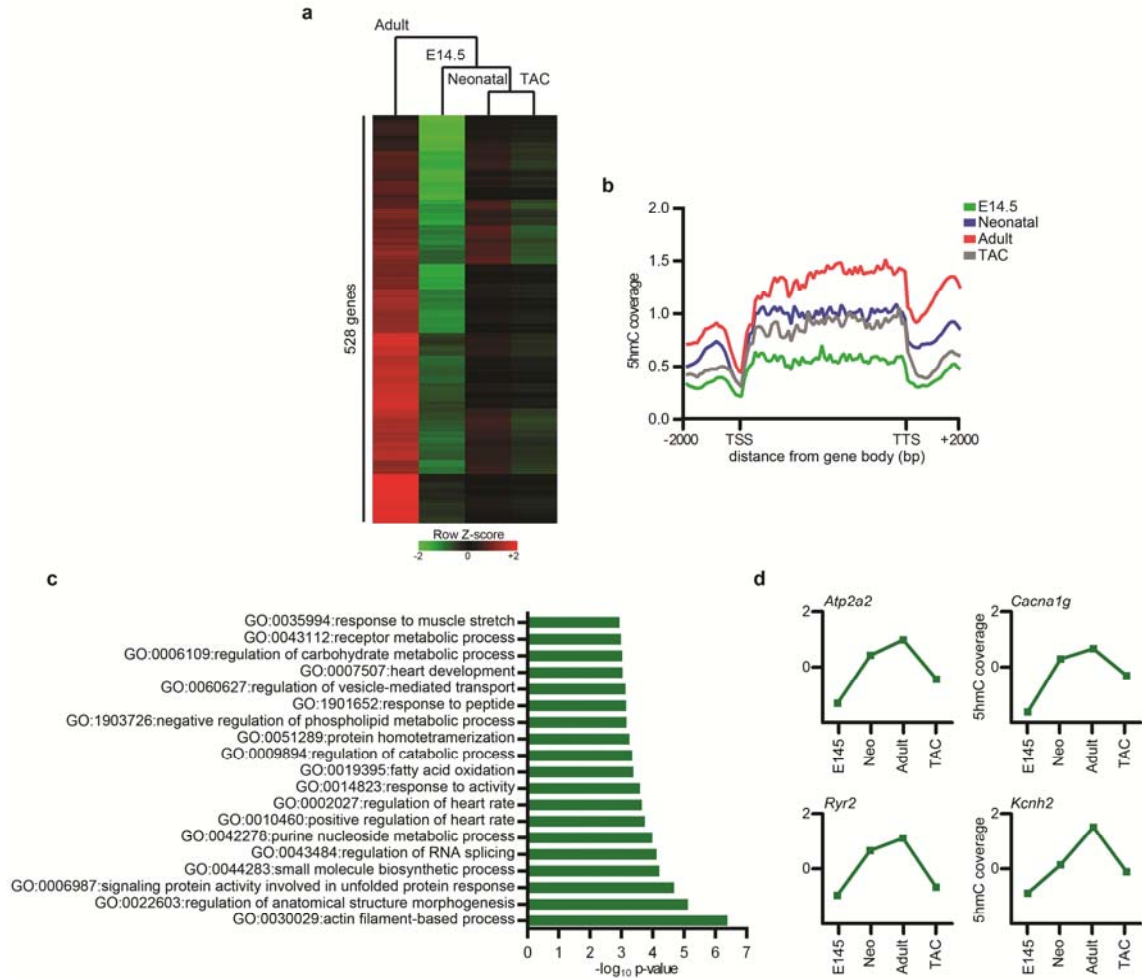 a
Adult
E14.5
Neonatal TAC
528 genes
Row Z-score
-2 0 +2
b
2.0
1.5
1.0
0.5
0.0
5hmC coverage
-2000 TSS TTS +2000
distance from gene body (bp)
E14.5
Neonatal
Adult
TAC
c
GO:0035994:response to muscle stretch
GO:0043112:receptor metabolic process
GO:0006109:regulation of carbohydrate metabolic process
GO:0007507:heart development
GO:0060627:regulation of vesicle-mediated transport
GO:1901652:response to peptide
GO:1903726:negative regulation of phospholipid metabolic process
GO:0051289:protein homotetramerization
GO:0009894:regulation of catabolic process
GO:0019395:fatty acid oxidation
GO:0014823:response to activity
GO:0002027:regulation of heart rate
GO:0010460:positive regulation of heart rate
GO:0042278:purine nucleoside metabolic process
GO:0043484:regulation of RNA splicing
GO:0044283:small molecule biosynthetic process
GO:0006987:signaling protein activity involved in unfolded protein response
GO:0022603:regulation of anatomical structure morphogenesis
GO:0030029:actin filament-based process
0 1 2 3 4 5 6 7
-log10 p-value
d
Atp2a2
2
0
E145 Neo Adult TAC
Cacna1g
2
0
5hmC coverage
E145 Neo Adult TAC
Ryr2
2
0
E145 Neo Adult TAC
Kcnh2
2
0
5hmC coverage
E145 Neo Adult TAC